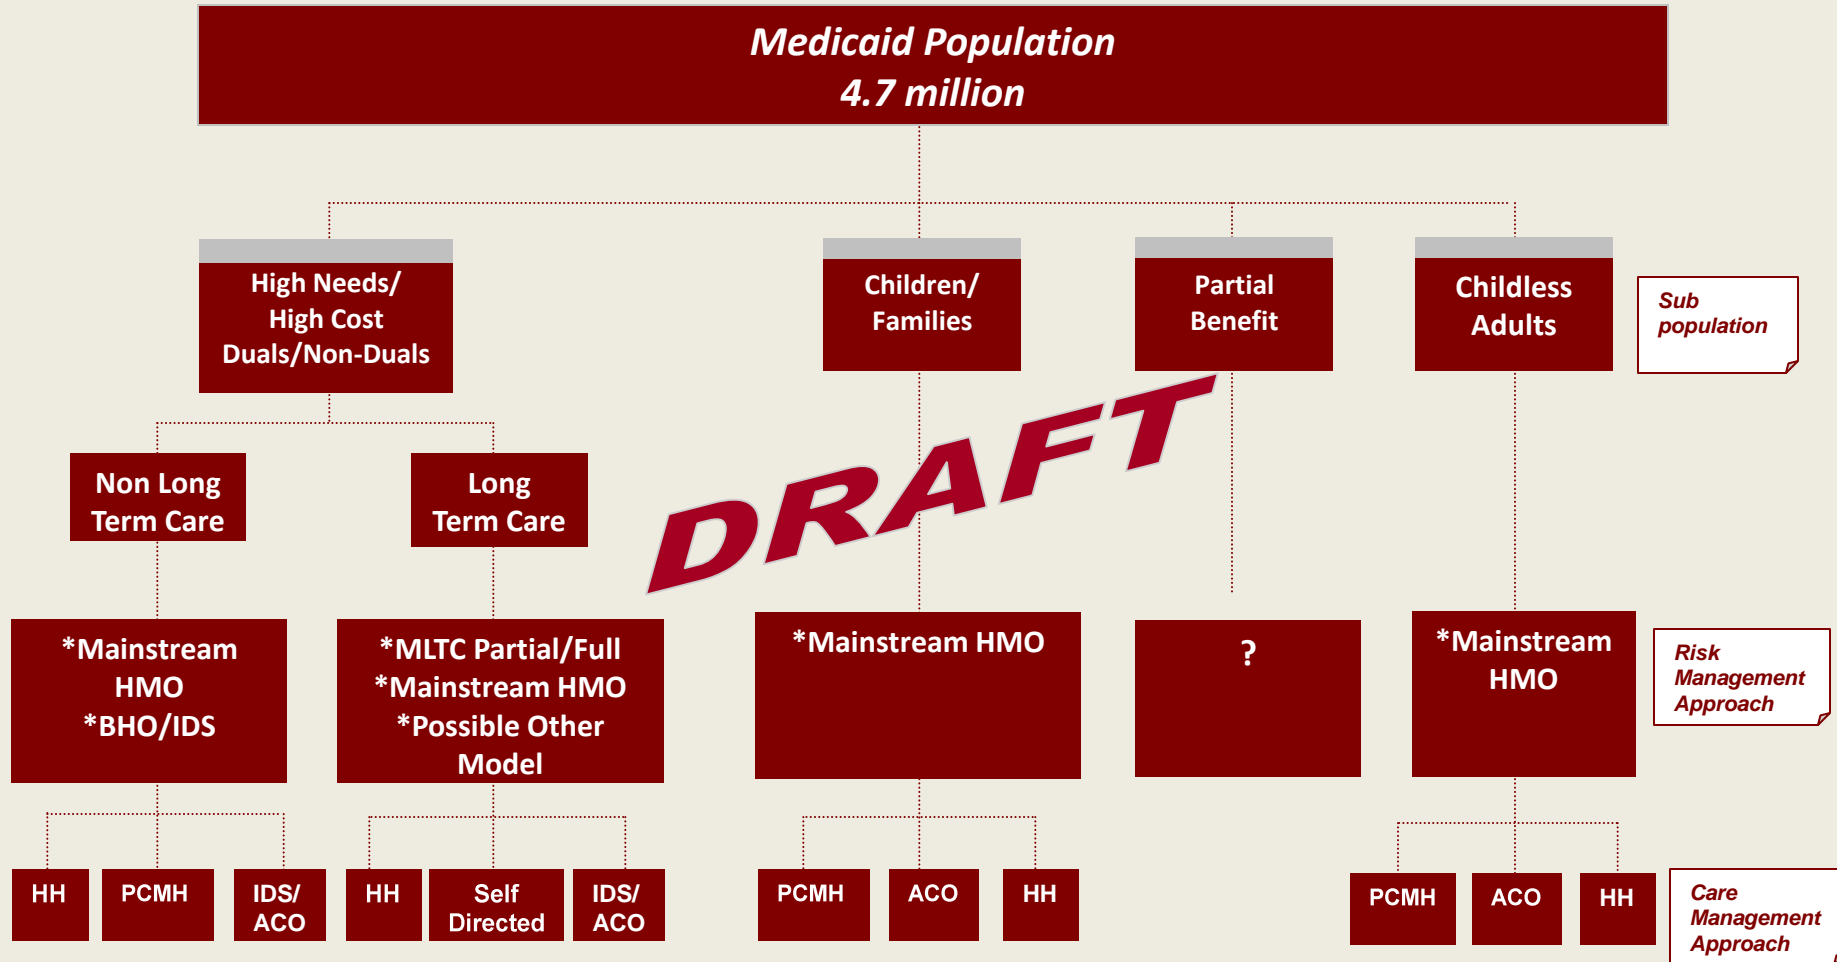 Medicaid Population
4.7 million
High Needs/
High Cost
Duals/Non-Duals
Children/
Families
Partial
Benefit
Childless
Adults
Sub
population
DRAFT
Non Long
Term Care
Long
Term Care
*Mainstream
HMO
*BHO/IDS
*MLTC Partial/Full
*Mainstream HMO
*Possible Other
Model
*Mainstream HMO
?
*Mainstream
HMO
Risk
Management
Approach
HH
PCMH
IDS/
ACO
HH
Self
Directed
IDS/
ACO
PCMH
ACO
HH
PCMH
ACO
HH
Care
Management
Approach